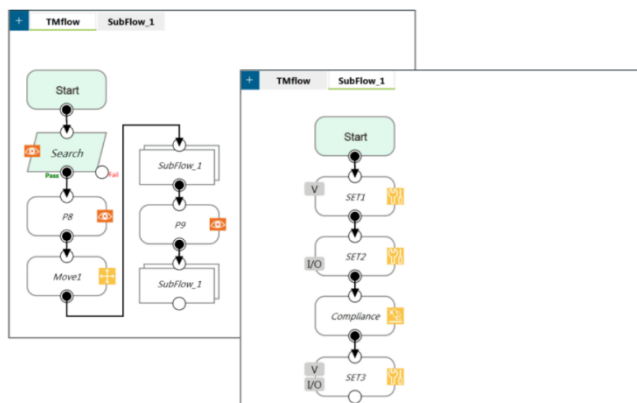 + TMflow SubFlow_1
Start
Search
Pass Fail
P8
Move1
SubFlow_1
P9
SubFlow_1
+ TMflow SubFlow_1
Start
V
SET1
SET2
I/O
Compliance
V
SET3
I/O